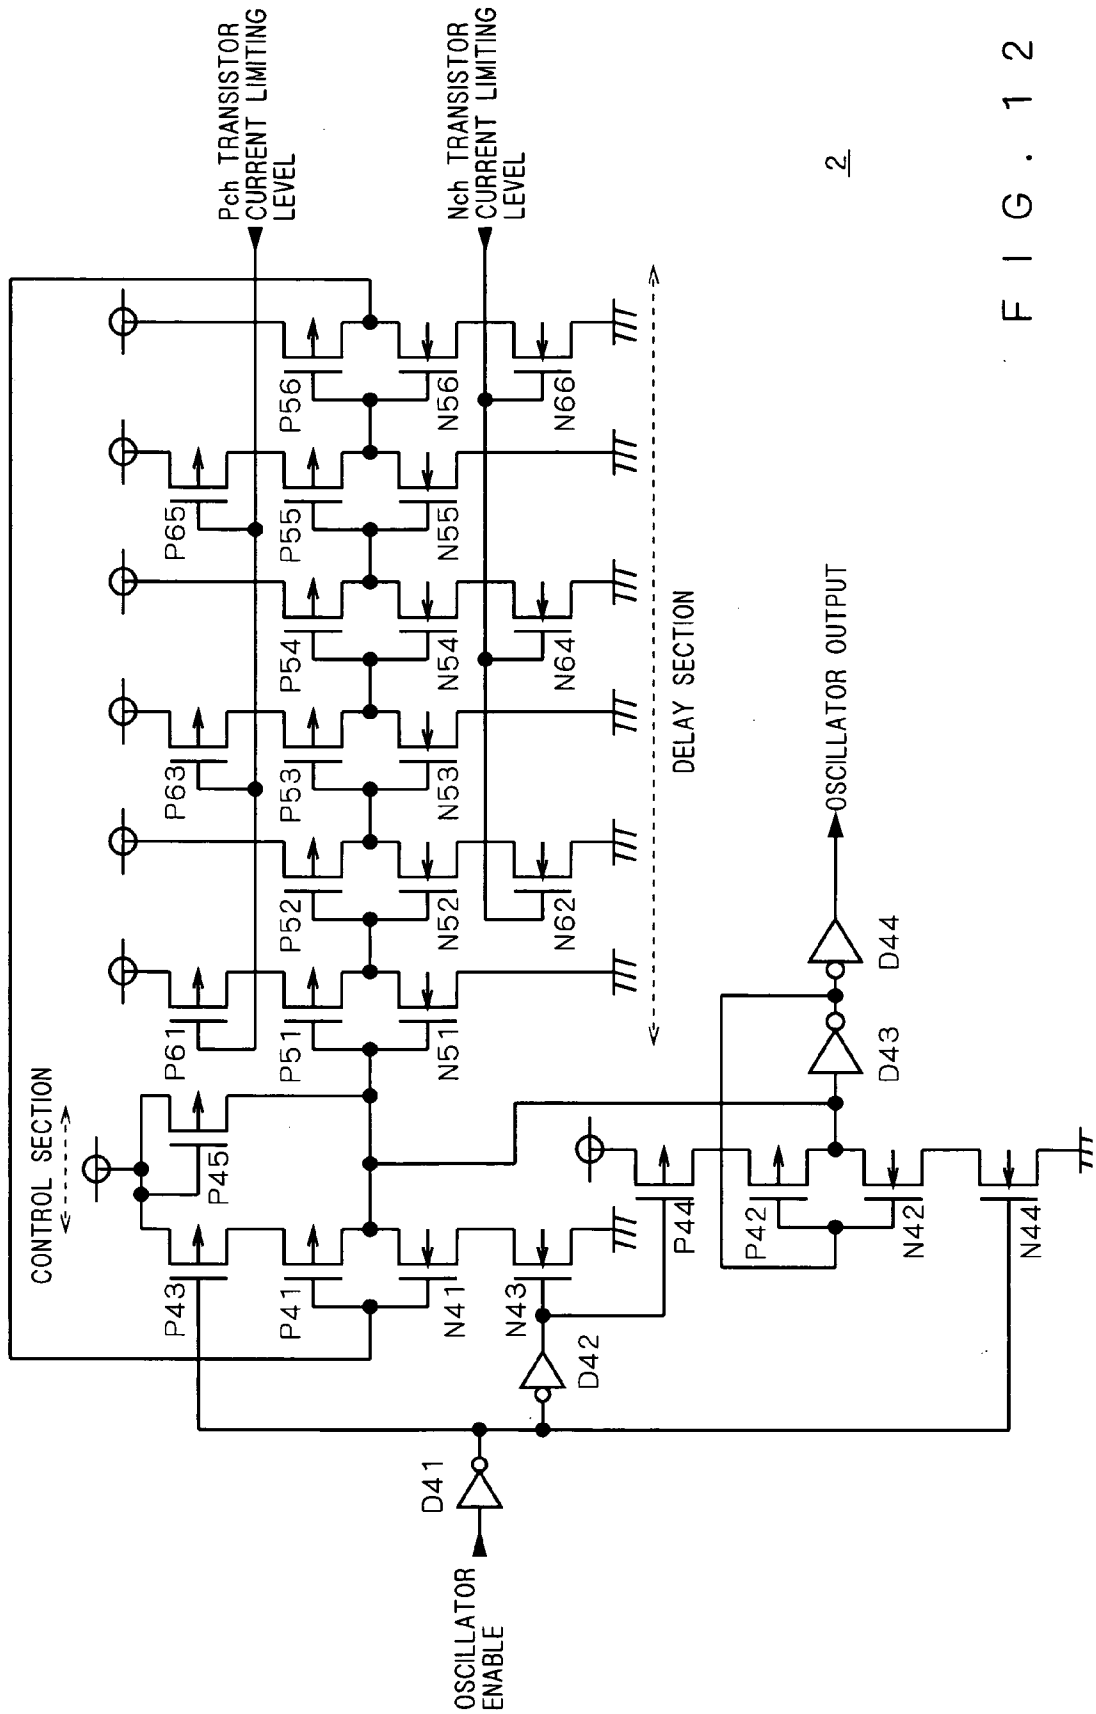 CONTROL SECTION
Pch TRANSISTOR
CURRENT LIMITING
LEVEL
Nch TRANSISTOR
CURRENT LIMITING
LEVEL
P43
P45
P61
P63
P65
P41
P51
P52
P53
P54
P55
P56
N41
N51
N52
N53
N54
N55
N56
N43
N62
N64
N66
D41
D42
OSCILLATOR
ENABLE
DELAY SECTION
P44
P42
N42
N44
D43
D44
OSCILLATOR OUTPUT
2
FIG. 12